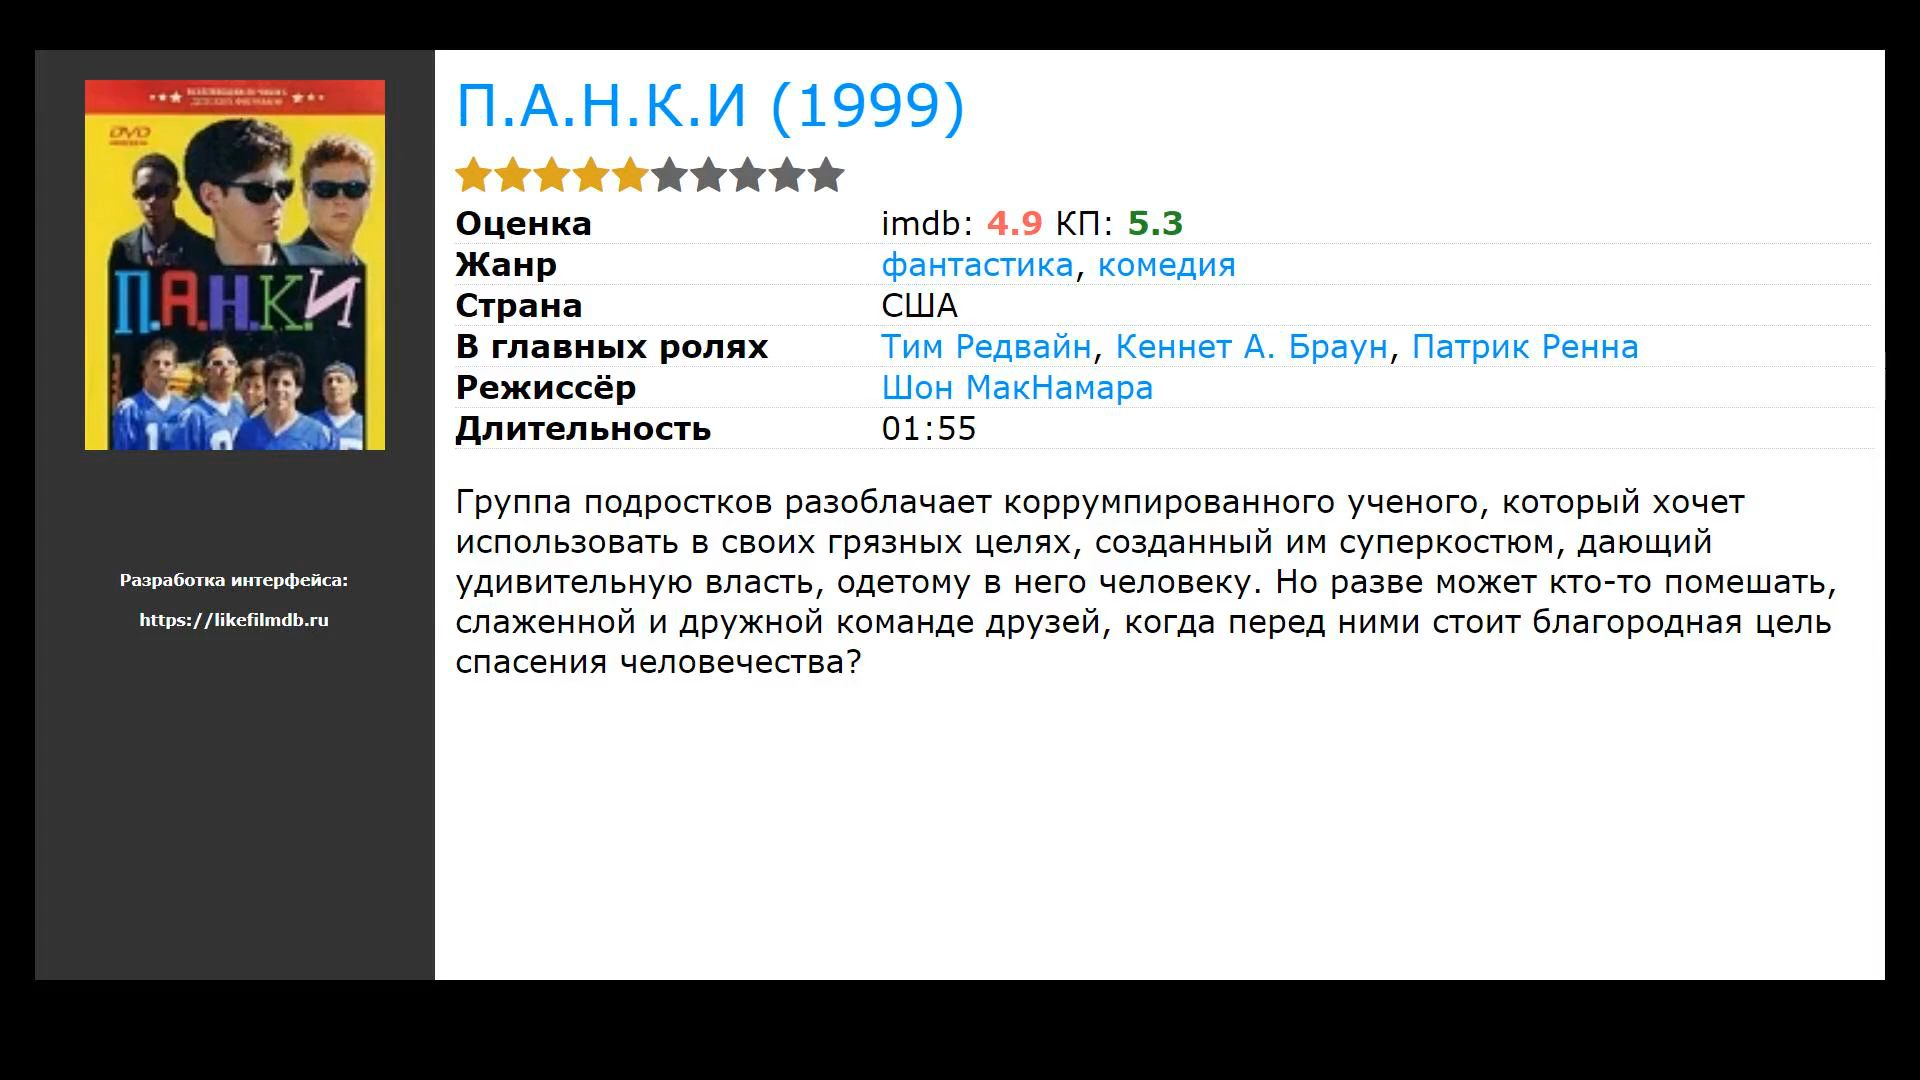 DVD
П.А.Н.К.И
Разработка интерфейса:
https://likefilmdb.ru
П.А.Н.К.И (1999)
Оценка imdb: 4.9 КП: 5.3
Жанр фантастика, комедия
Страна США
В главных ролях Тим Редвайн, Кеннет А. Браун, Патрик Ренна
Режиссёр Шон МакНамара
Длительность 01:55
Группа подростков разоблачает коррумпированного ученого, который хочет
использовать в своих грязных целях, созданный им суперкостюм, дающий
удивительную власть, одетому в него человеку. Но разве может кто-то помешать,
слаженной и дружной команде друзей, когда перед ними стоит благородная цель
спасения человечества?